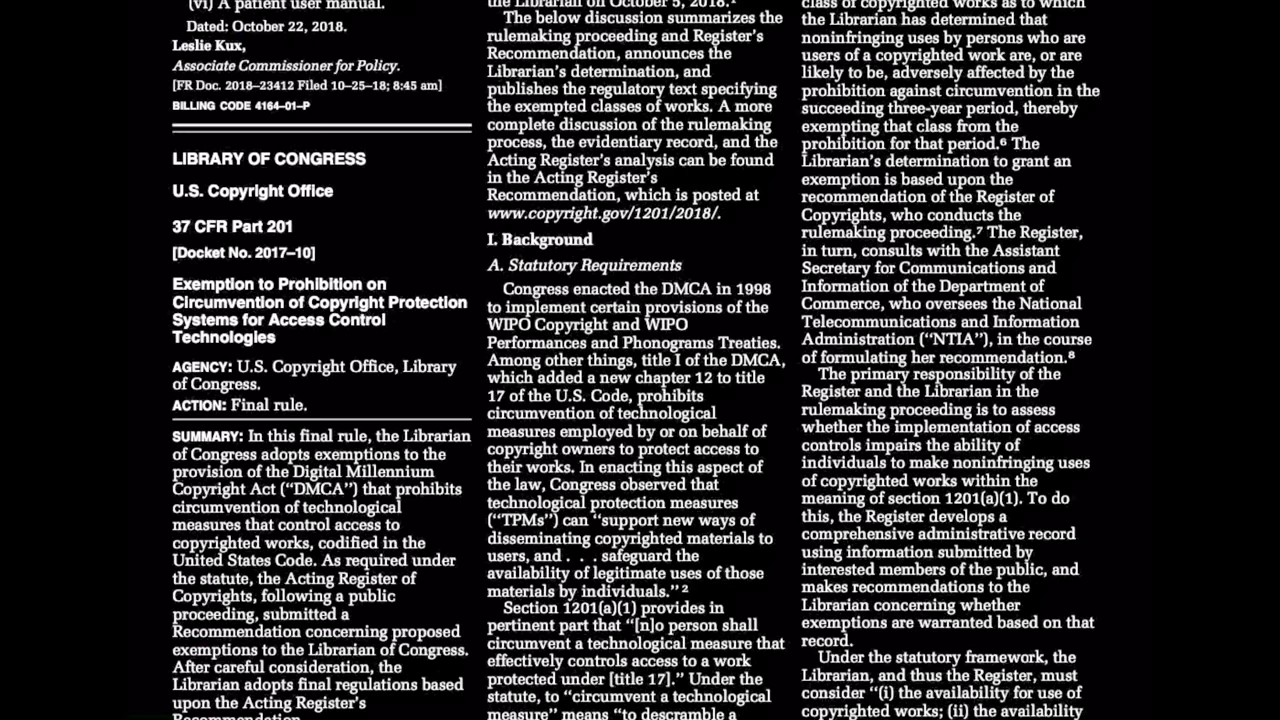 (vi) A patient user manual.
Dated: October 22, 2018.
Leslie Kux,
Associate Commissioner for Policy.
[FR Doc. 2018–23412 Filed 10–25–18; 8:45 am]
BILLING CODE 4164–01–P
LIBRARY OF CONGRESS
U.S. Copyright Office
37 CFR Part 201
[Docket No. 2017–10]
Exemption to Prohibition on
Circumvention of Copyright Protection
Systems for Access Control
Technologies
AGENCY: U.S. Copyright Office, Library
of Congress.
ACTION: Final rule.
SUMMARY: In this final rule, the Librarian
of Congress adopts exemptions to the
provision of the Digital Millennium
Copyright Act (“DMCA”) that prohibits
circumvention of technological
measures that control access to
copyrighted works, codified in the
United States Code. As required under
the statute, the Acting Register of
Copyrights, following a public
proceeding, submitted a
Recommendation concerning proposed
exemptions to the Librarian of Congress.
After careful consideration, the
Librarian adopts final regulations based
upon the Acting Register’s
Recommendation.
the Librarian on October 5, 2018.1
The below discussion summarizes the
rulemaking proceeding and Register’s
Recommendation, announces the
Librarian’s determination, and
publishes the regulatory text specifying
the exempted classes of works. A more
complete discussion of the rulemaking
process, the evidentiary record, and the
Acting Register’s analysis can be found
in the Acting Register’s
Recommendation, which is posted at
www.copyright.gov/1201/2018/.
I. Background
A. Statutory Requirements
Congress enacted the DMCA in 1998
to implement certain provisions of the
WIPO Copyright and WIPO
Performances and Phonograms Treaties.
Among other things, title I of the DMCA,
which added a new chapter 12 to title
17 of the U.S. Code, prohibits
circumvention of technological
measures employed by or on behalf of
copyright owners to protect access to
their works. In enacting this aspect of
the law, Congress observed that
technological protection measures
(“TPMs”) can “support new ways of
disseminating copyrighted materials to
users, and . . . safeguard the
availability of legitimate uses of those
materials by individuals.” 2
Section 1201(a)(1) provides in
pertinent part that “[n]o person shall
circumvent a technological measure that
effectively controls access to a work
protected under [title 17].” Under the
statute, to “circumvent a technological
measure” means “to descramble a
class of copyrighted works as to which
the Librarian has determined that
noninfringing uses by persons who are
users of a copyrighted work are, or are
likely to be, adversely affected by the
prohibition against circumvention in the
succeeding three-year period, thereby
exempting that class from the
prohibition for that period.6 The
Librarian’s determination to grant an
exemption is based upon the
recommendation of the Register of
Copyrights, who conducts the
rulemaking proceeding.7 The Register,
in turn, consults with the Assistant
Secretary for Communications and
Information of the Department of
Commerce, who oversees the National
Telecommunications and Information
Administration (“NTIA”), in the course
of formulating her recommendation.8
The primary responsibility of the
Register and the Librarian in the
rulemaking proceeding is to assess
whether the implementation of access
controls impairs the ability of
individuals to make noninfringing uses
of copyrighted works within the
meaning of section 1201(a)(1). To do
this, the Register develops a
comprehensive administrative record
using information submitted by
interested members of the public, and
makes recommendations to the
Librarian concerning whether
exemptions are warranted based on that
record.
Under the statutory framework, the
Librarian, and thus the Register, must
consider “(i) the availability for use of
copyrighted works; (ii) the availability